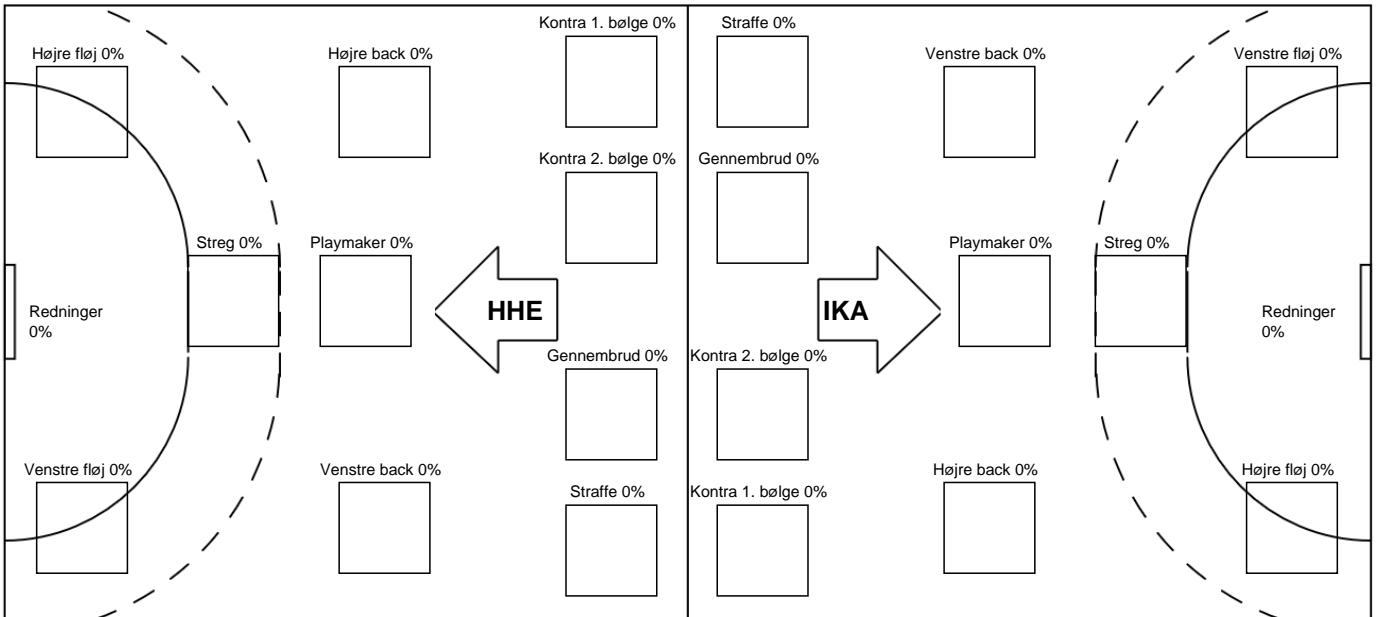 Kontra 1. bølge 0%
Straffe 0%
Højre fløj 0%
Højre back 0%
Venstre back 0%
Venstre fløj 0%
Kontra 2. bølge 0%
Gennembrud 0%
Streg 0%
Playmaker 0%
Playmaker 0%
Streg 0%
Redninger
0%
HHE
IKA
Redninger
0%
Gennembrud 0%
Kontra 2. bølge 0%
Venstre fløj 0%
Venstre back 0%
Højre back 0%
Højre fløj 0%
Straffe 0%
Kontra 1. bølge 0%